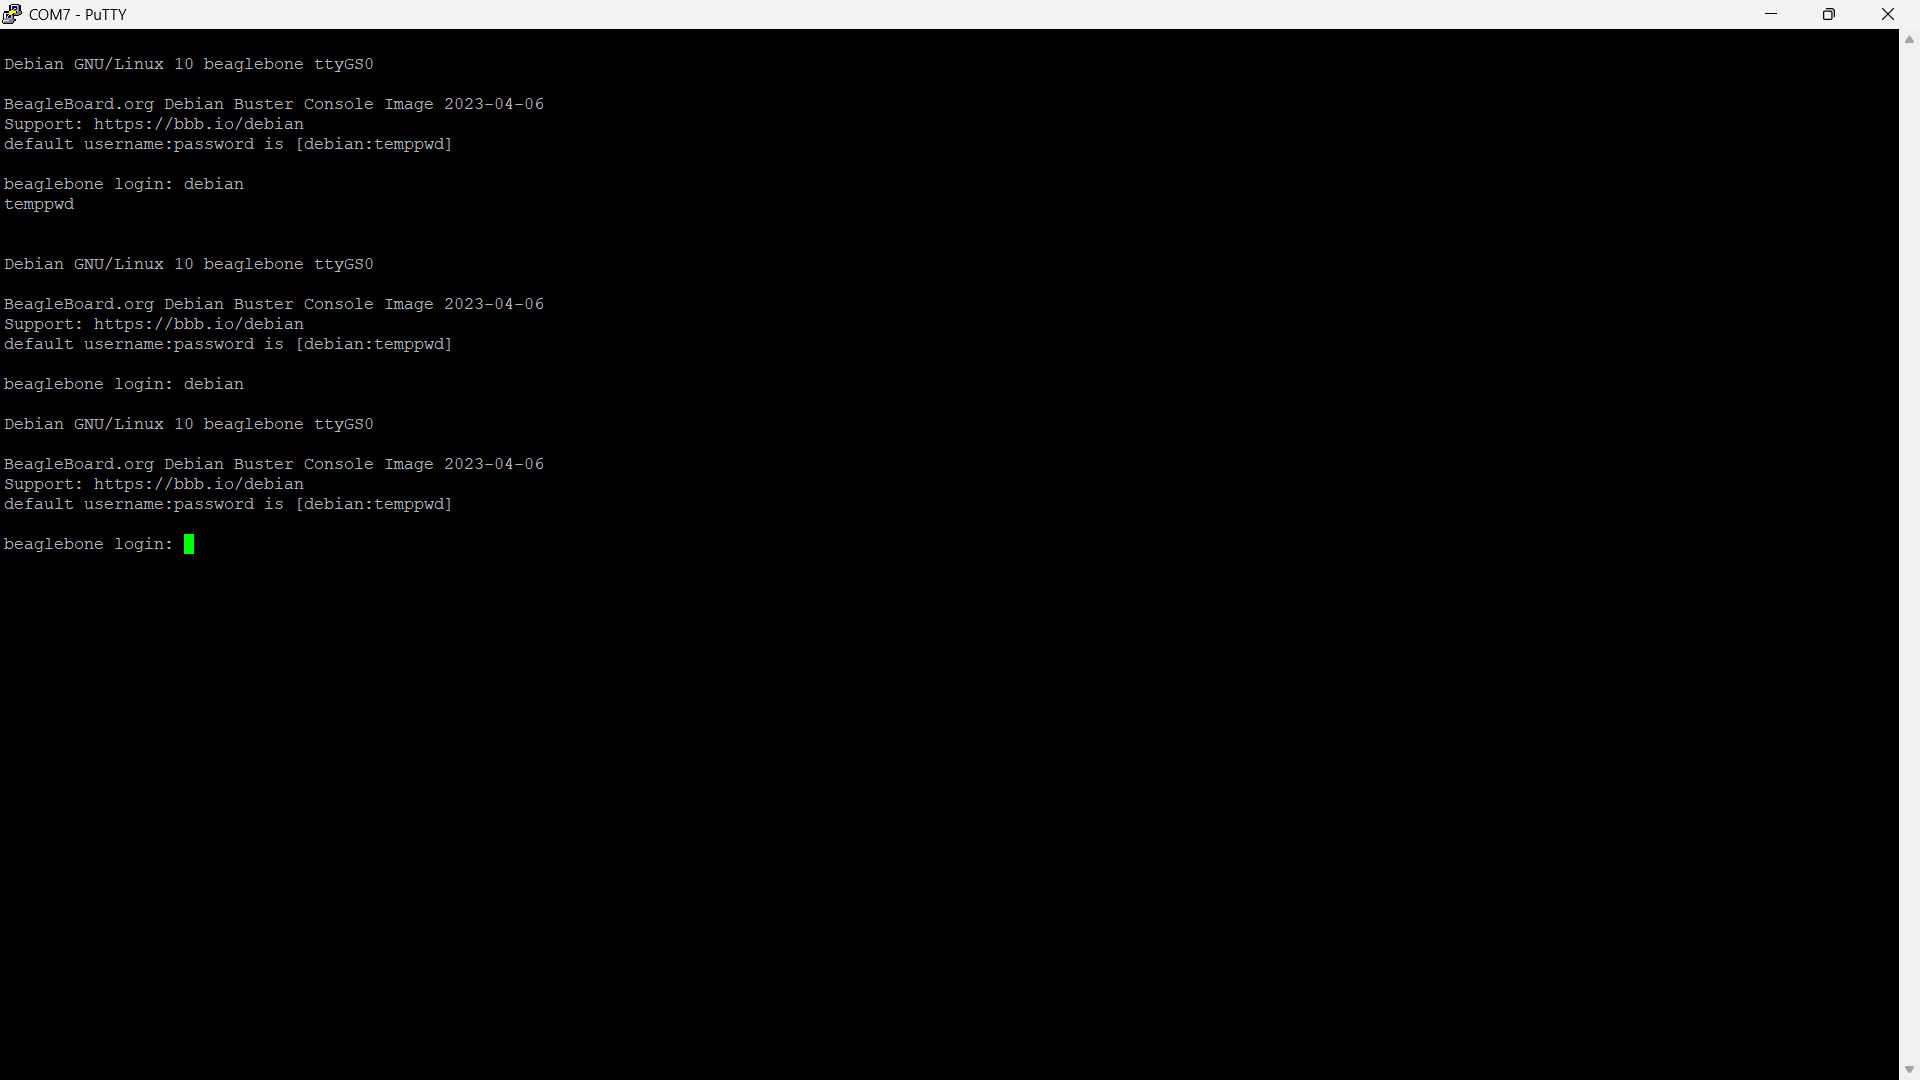 COM7 - PuTTY
Debian GNU/Linux 10 beaglebone ttyGS0
BeagleBoard.org Debian Buster Console Image 2023-04-06
Support: https://bbb.io/debian
default username:password is [debian:temppwd]
beaglebone login: debian
temppwd
Debian GNU/Linux 10 beaglebone ttyGS0
BeagleBoard.org Debian Buster Console Image 2023-04-06
Support: https://bbb.io/debian
default username:password is [debian:temppwd]
beaglebone login: debian
Debian GNU/Linux 10 beaglebone ttyGS0
BeagleBoard.org Debian Buster Console Image 2023-04-06
Support: https://bbb.io/debian
default username:password is [debian:temppwd]
beaglebone login: